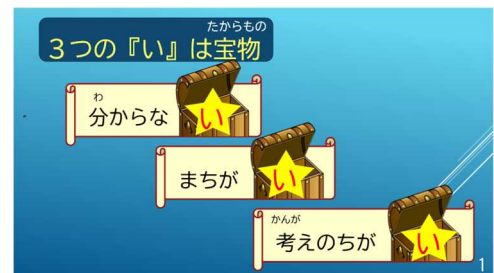 たからもの
3つの『い』は宝物
わ
分からない
まちがい
かんが
考えのちがい
1